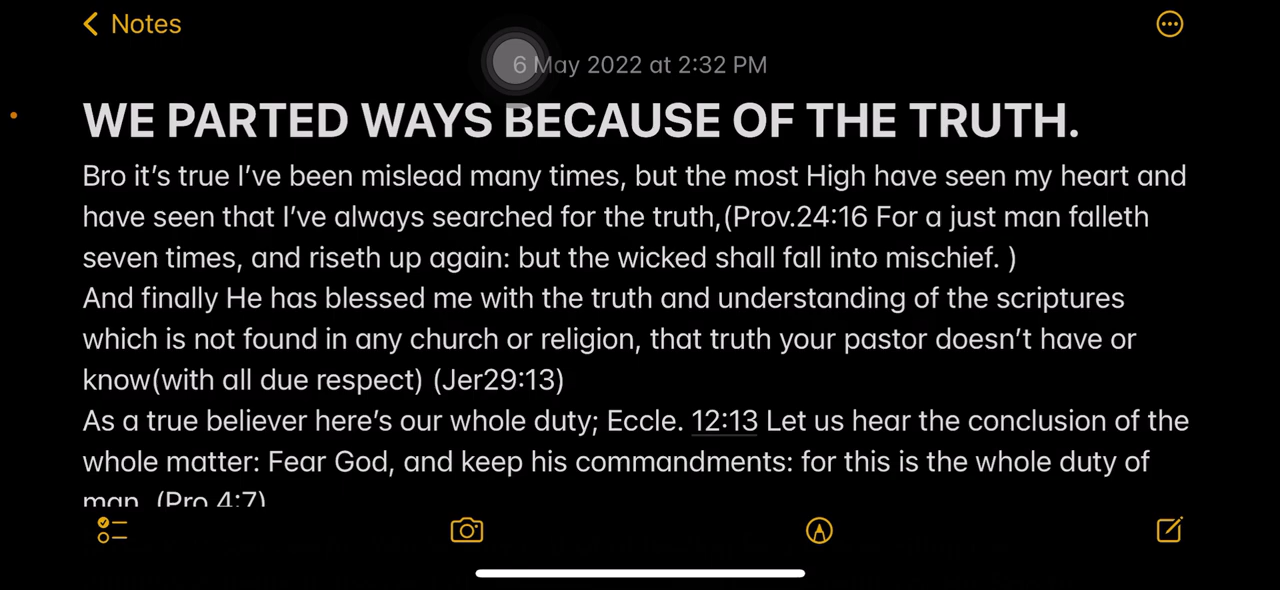 Notes
6 May 2022 at 2:32 PM
WE PARTED WAYS BECAUSE OF THE TRUTH.
Bro it’s true I’ve been mislead many times, but the most High have seen my heart and
have seen that I’ve always searched for the truth,(Prov.24:16 For a just man falleth
seven times, and riseth up again: but the wicked shall fall into mischief. )
And finally He has blessed me with the truth and understanding of the scriptures
which is not found in any church or religion, that truth your pastor doesn’t have or
know(with all due respect) (Jer29:13)
As a true believer here’s our whole duty; Eccle. 12:13 Let us hear the conclusion of the
whole matter: Fear God, and keep his commandments: for this is the whole duty of
man. (Pro 4:7)